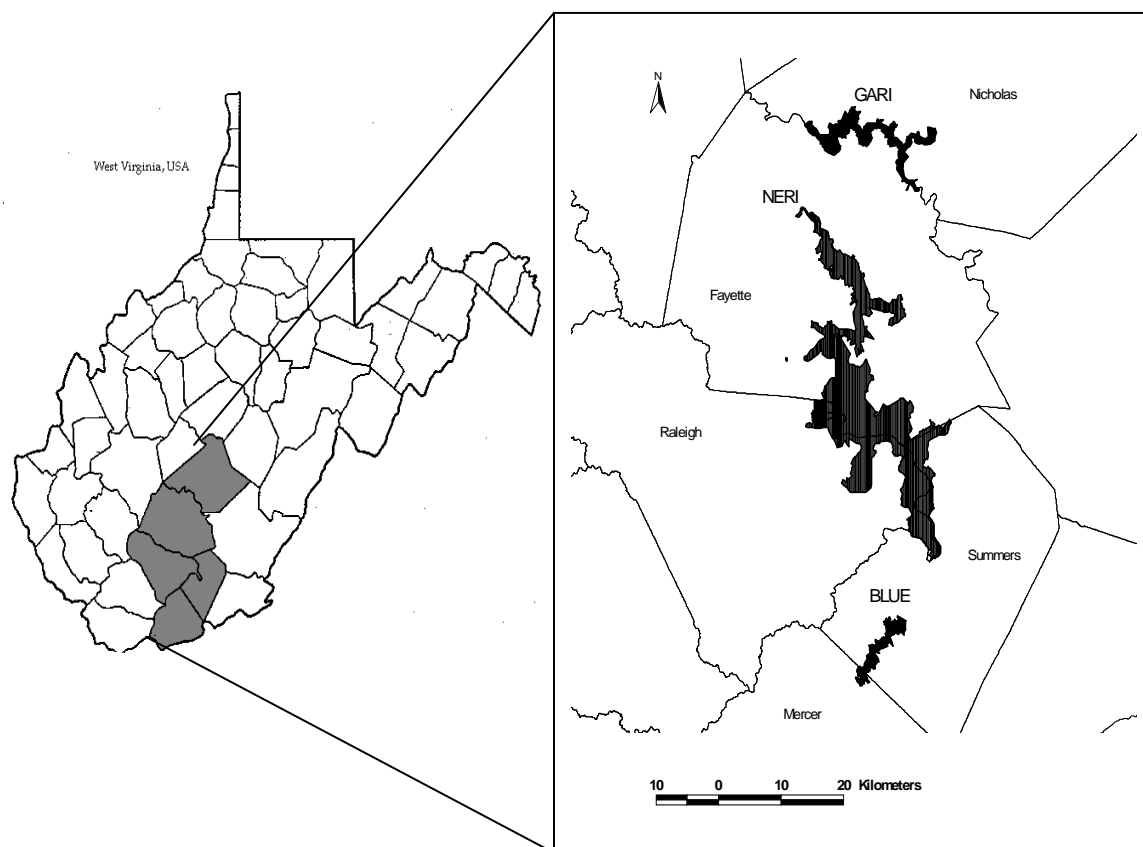 West Virginia, USA
N
GARI
Nicholas
NERI
Fayette
Raleigh
Summers
BLUE
Mercer
10 0 10 20 Kilometers